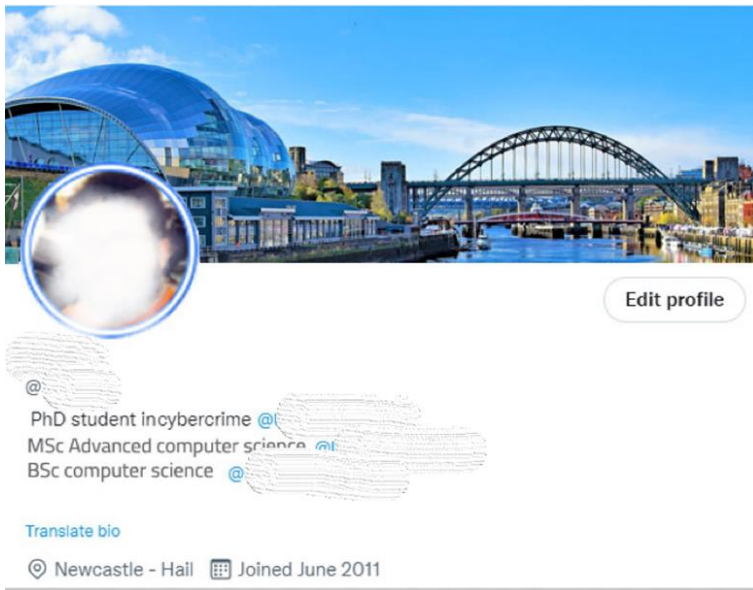 Edit profile
@
PhD student incybercrime @
MSc Advanced computer science @
BSc computer science @
Translate bio
Newcastle - Hail Joined June 2011